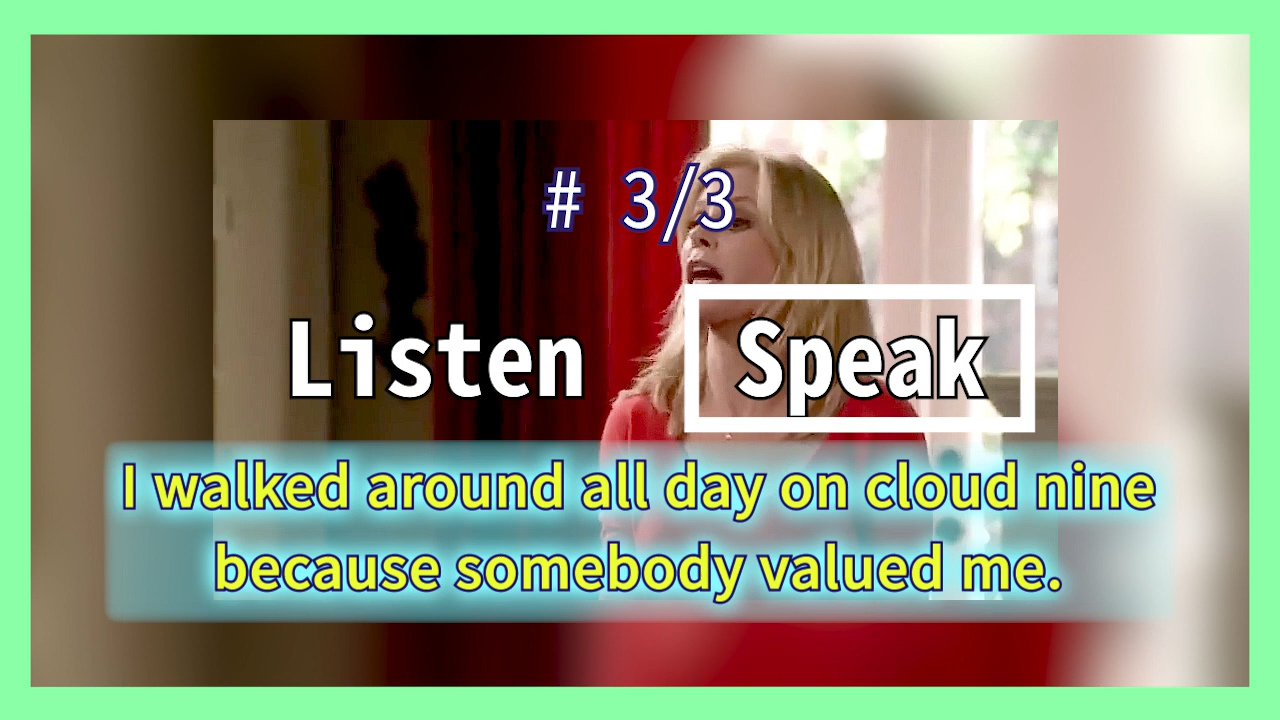 # 3/3
Listen Speak
I walked around all day on cloud nine
because somebody valued me.